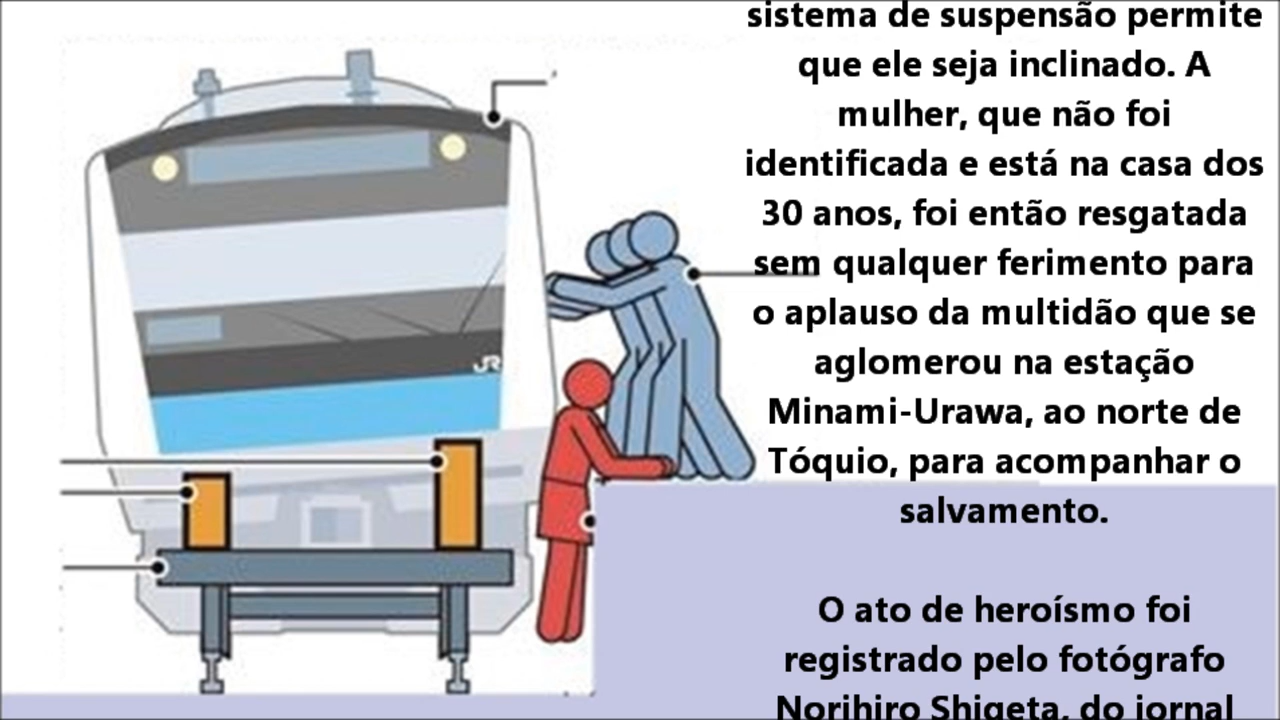 sistema de suspensão permite
que ele seja inclinado. A
mulher, que não foi
identificada e está na casa dos
30 anos, foi então resgatada
sem qualquer ferimento para
o aplauso da multidão que se
aglomerou na estação
Minami-Urawa, ao norte de
Tóquio, para acompanhar o
salvamento.
O ato de heroísmo foi
registrado pelo fotógrafo
Norihiro Shigeta, do jornal
JR